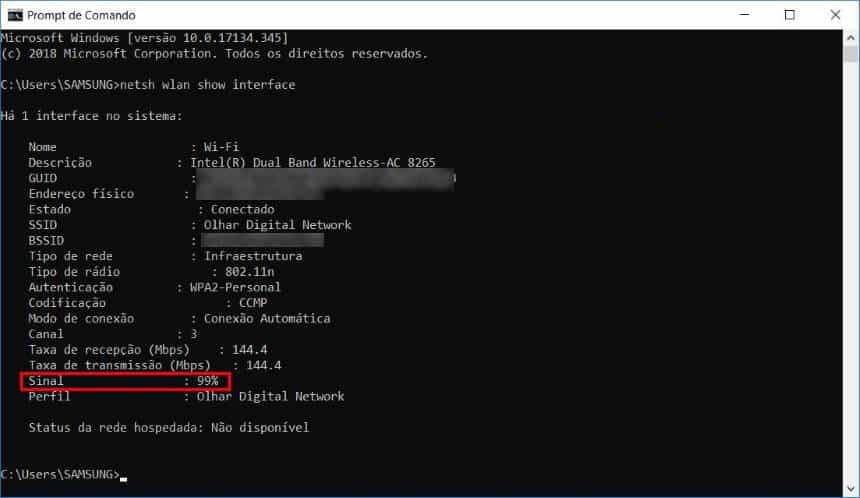 Prompt de Comando
Microsoft Windows [versão 10.0.17134.345]
(c) 2018 Microsoft Corporation. Todos os direitos reservados.
C:\Users\SAMSUNG>netsh wlan show interface
Há 1 interface no sistema:
Nome : Wi-Fi
Descrição : Intel(R) Dual Band Wireless-AC 8265
GUID :
Endereço físico :
Estado : Conectado
SSID : Olhar Digital Network
BSSID :
Tipo de rede : Infraestrutura
Tipo de rádio : 802.11n
Autenticação : WPA2-Personal
Codificação : CCMP
Modo de conexão : Conexão Automática
Canal : 3
Taxa de recepção (Mbps) : 144.4
Taxa de transmissão (Mbps) : 144.4
Sinal : 99%
Perfil : Olhar Digital Network
Status da rede hospedada: Não disponível
C:\Users\SAMSUNG>